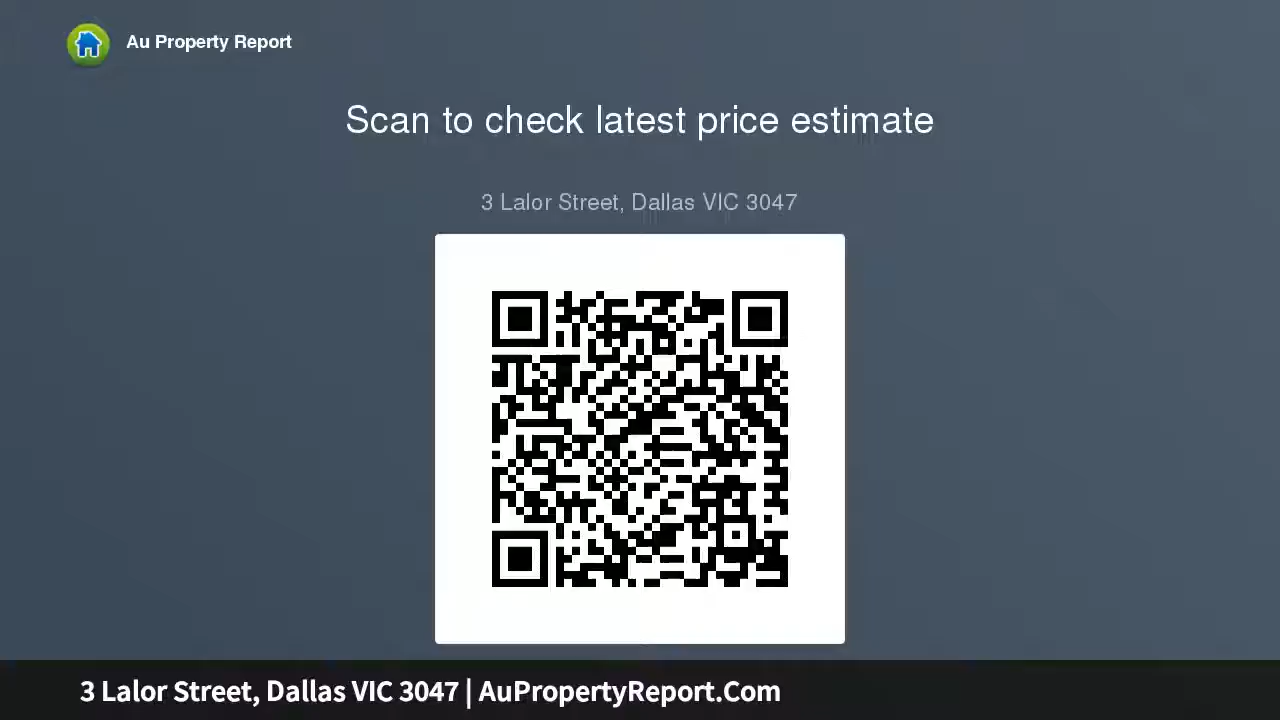 Au Property Report
Scan to check latest price estimate
3 Lalor Street, Dallas VIC 3047
3 Lalor Street, Dallas VIC 3047 | AuPropertyReport.Com